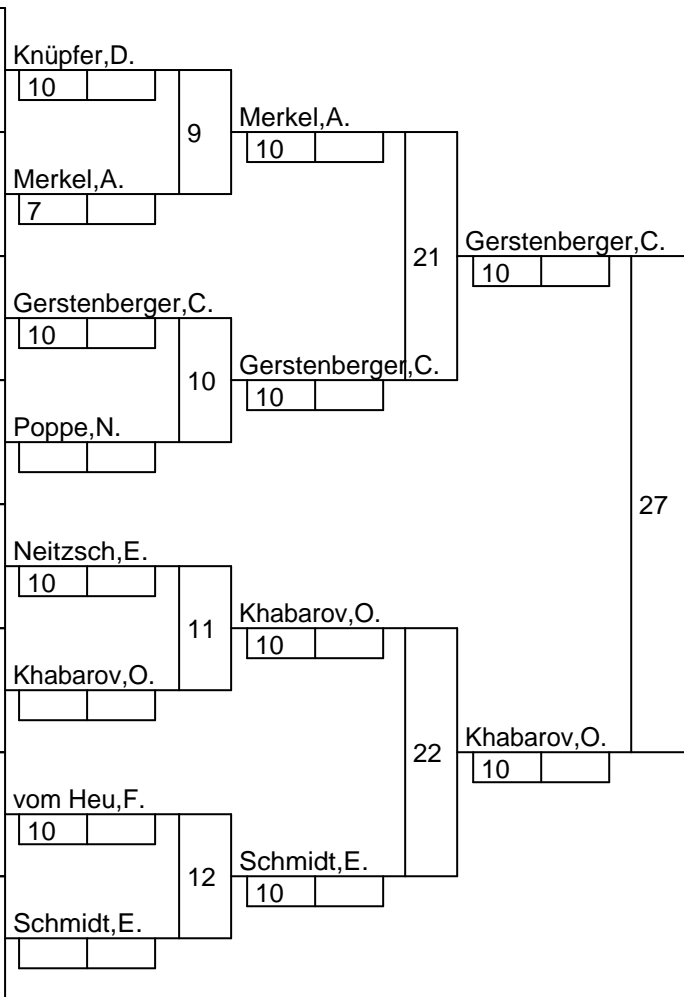 Knüpfer,D.
10
9
Merkel,A.
10
Merkel,A.
7
21
Gerstenberger,C.
10
Gerstenberger,C.
10
10
Gerstenberger,C.
10
Poppe,N.
27
Neitzsch,E.
10
11
Khabarov,O.
10
Khabarov,O.
22
Khabarov,O.
10
vom Heu,F.
10
12
Schmidt,E.
10
Schmidt,E.